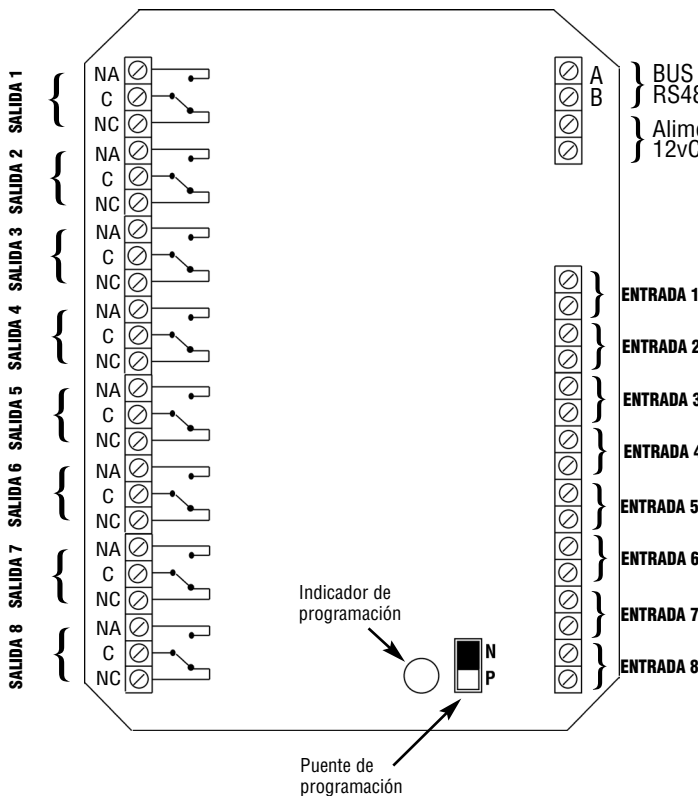 SALIDA 1
NA
C
NC
SALIDA 2
NA
C
NC
SALIDA 3
NA
C
NC
SALIDA 4
NA
C
NC
SALIDA 5
NA
C
NC
SALIDA 6
NA
C
NC
SALIDA 7
NA
C
NC
SALIDA 8
NA
C
NC
A
B
BUS
ENTRADA 1
ENTRADA 2
ENTRADA 3
ENTRADA 4
ENTRADA 5
ENTRADA 6
ENTRADA 7
ENTRADA 8
Indicador de
programación
N
P
Puente de
programación